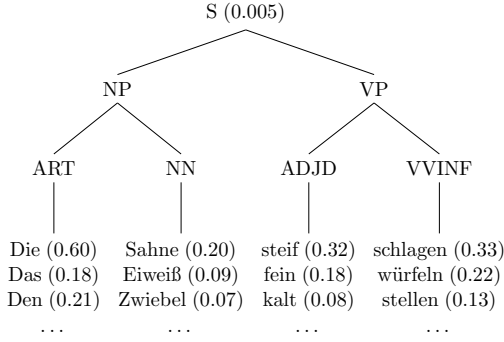 S (0.005)
NP VP
ART NN ADJD VVINF
Die (0.60) Sahne (0.20) steif (0.32) schlagen (0.33)
Das (0.18) Eiweiß (0.09) fein (0.18) würfeln (0.22)
Den (0.21) Zwiebel (0.07) kalt (0.08) stellen (0.13)
... ... ... ...